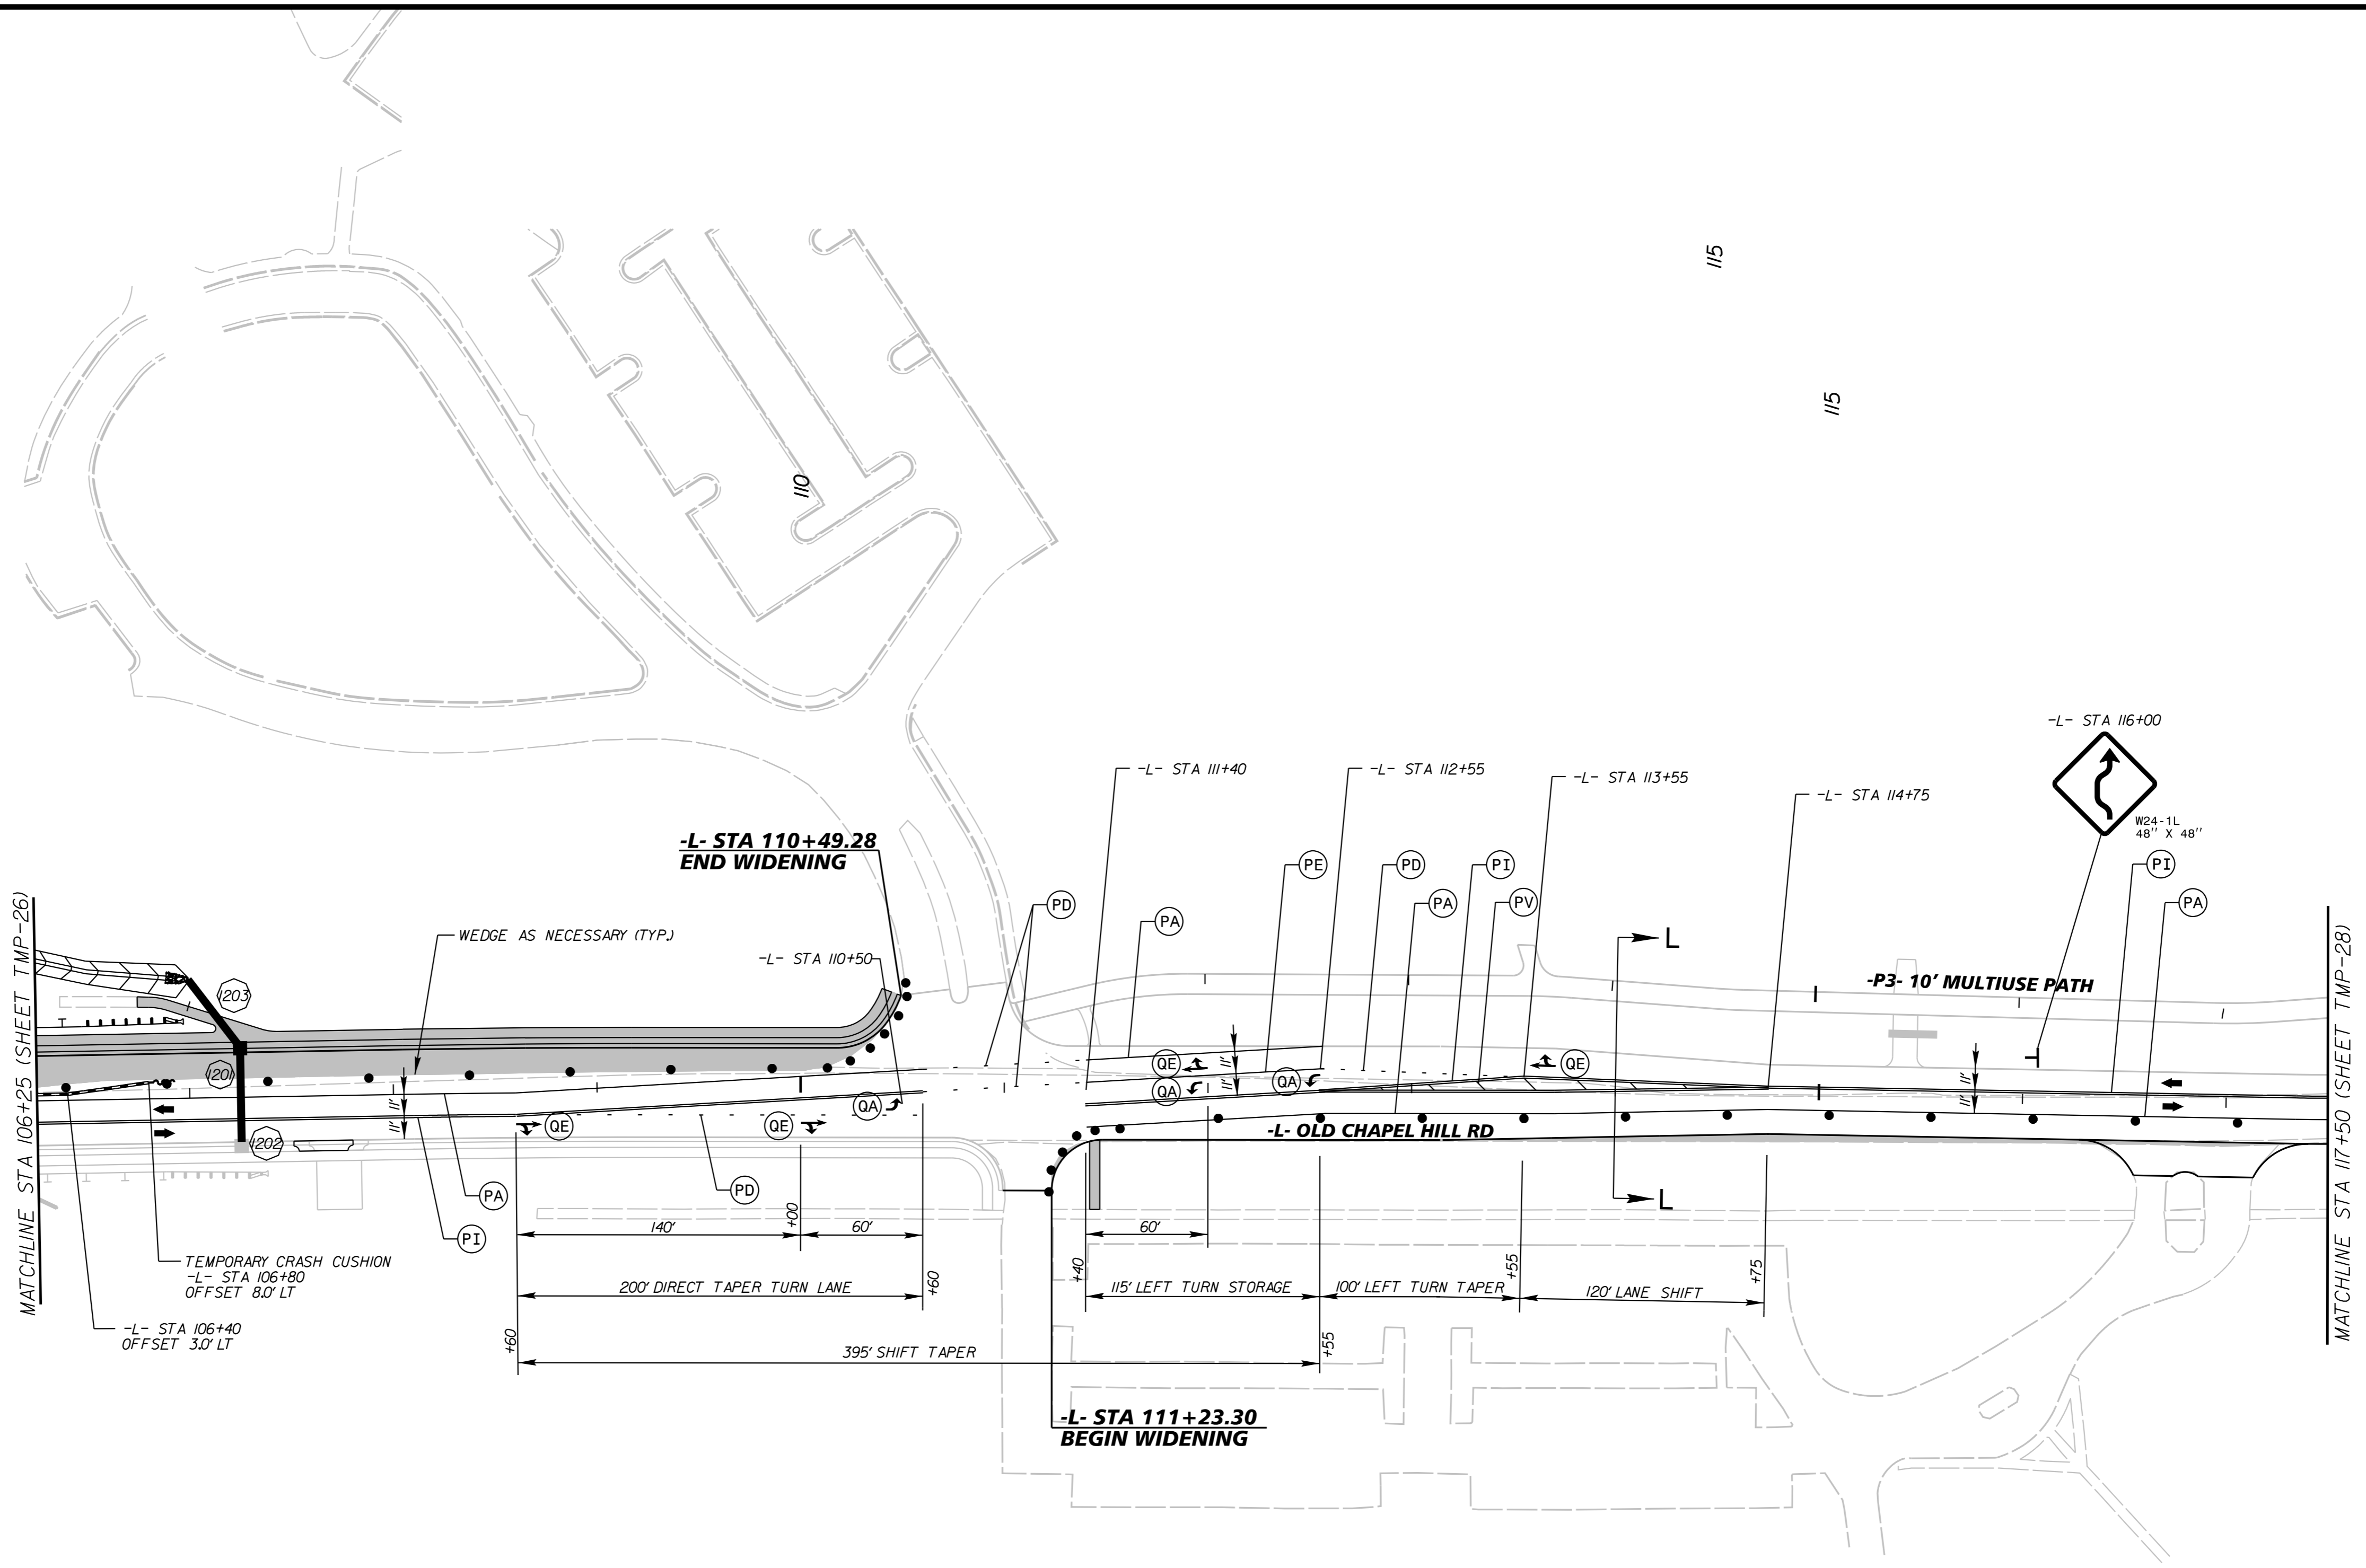 115
115
110
-L- STA 116+00
W24-1L
48'' X 48''
-L- STA 111+40
-L- STA 112+55
-L- STA 113+55
-L- STA 114+75
-L- STA 110+49.28
END WIDENING
PE
PD
PI
PI
PD
PA
PA
PV
PA
WEDGE AS NECESSARY (TYP.)
-L- STA 110+50
L
-P3- 10' MULTIUSE PATH
MATCHLINE STA 106+25 (SHEET TMP-26)
MATCHLINE STA 117+50 (SHEET TMP-28)
1203
1201
1202
11'
11'
QE
QA
QE
QA
QE
QA
QE
11'
11'
11'
11'
-L- OLD CHAPEL HILL RD
L
PA
PD
PI
140'
+00
60'
60'
TEMPORARY CRASH CUSHION
-L- STA 106+80
OFFSET 8.0' LT
200' DIRECT TAPER TURN LANE
+60
+40
115' LEFT TURN STORAGE
100' LEFT TURN TAPER
+55
120' LANE SHIFT
+75
-L- STA 106+40
OFFSET 3.0' LT
+60
395' SHIFT TAPER
+55
-L- STA 111+23.30
BEGIN WIDENING